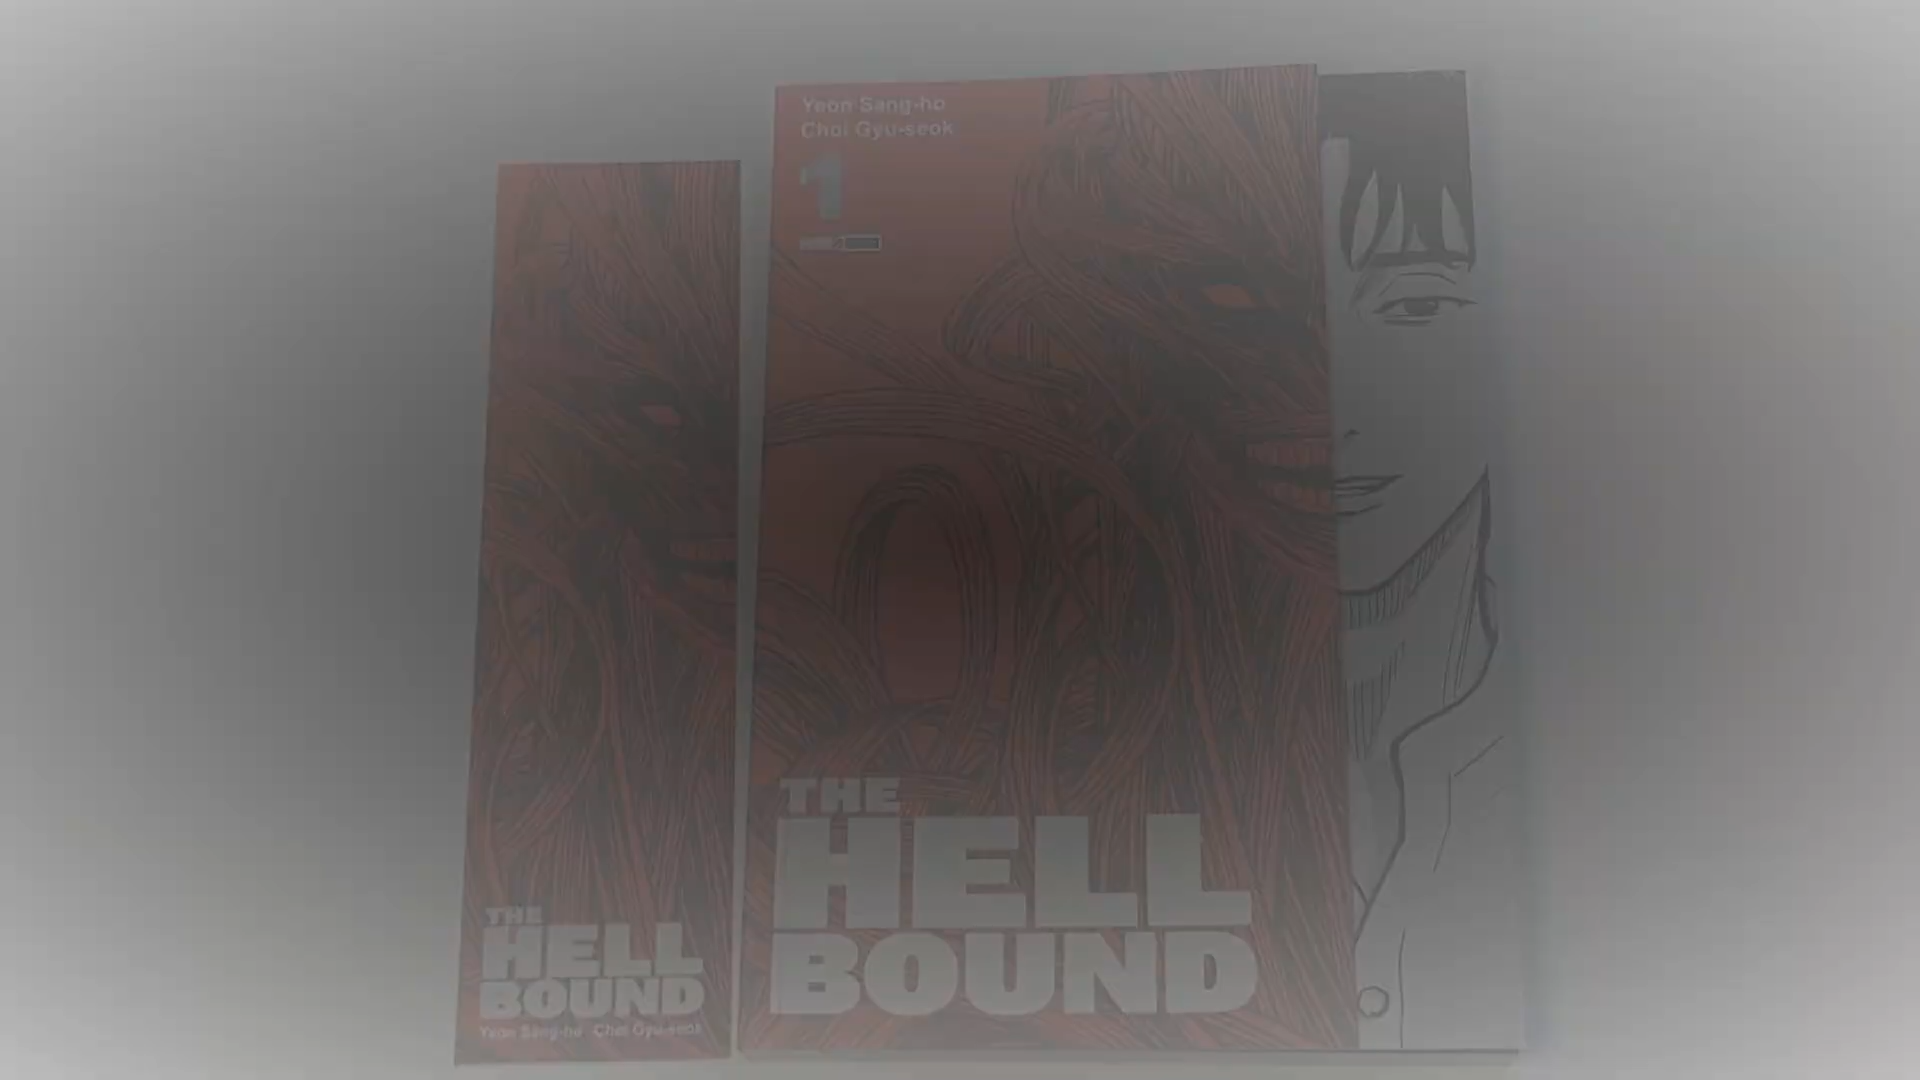 THE
HELL
BOUND
Yeon Sang-ho Choi Gyu-seok
Yeon Sang-ho
Choi Gyu-seok
1
THE
HELL
BOUND